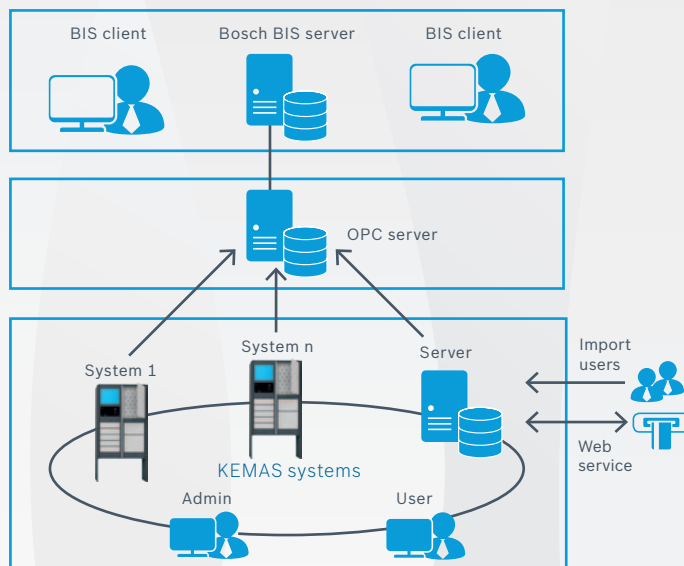 BIS client
Bosch BIS server
BIS client
OPC server
System 1
System n
Server
Import
users
Web
service
KEMAS systems
Admin
User